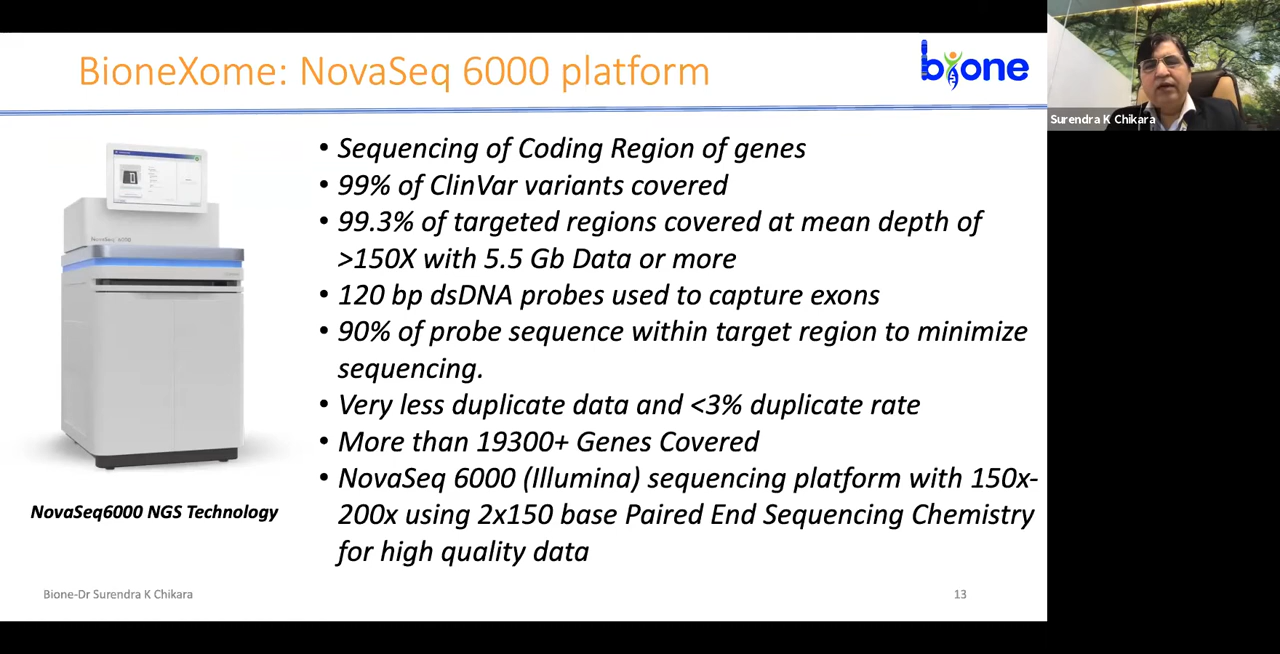 BioneXome: NovaSeq 6000 platform
bione
Surendra K Chikara
• Sequencing of Coding Region of genes
• 99% of ClinVar variants covered
• 99.3% of targeted regions covered at mean depth of
>150X with 5.5 Gb Data or more
• 120 bp dsDNA probes used to capture exons
• 90% of probe sequence within target region to minimize
sequencing.
• Very less duplicate data and <3% duplicate rate
• More than 19300+ Genes Covered
• NovaSeq 6000 (Illumina) sequencing platform with 150x-
200x using 2x150 base Paired End Sequencing Chemistry
for high quality data
NovaSeq 6000
NovaSeq6000 NGS Technology
Bione-Dr Surendra K Chikara
13